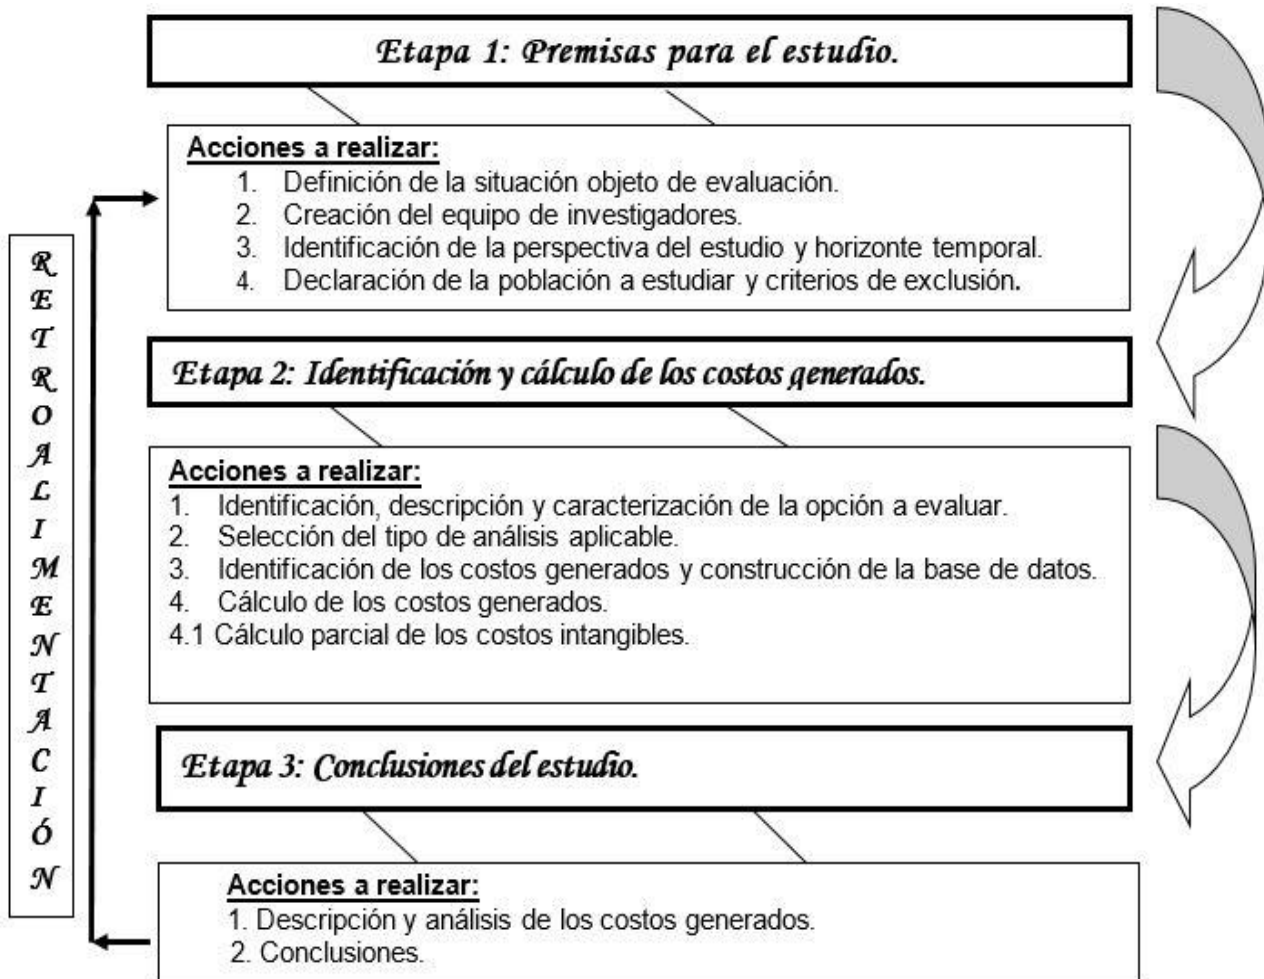 Etapa 1: Premisas para el estudio.
Acciones a realizar:
1. Definición de la situación objeto de evaluación.
2. Creación del equipo de investigadores.
3. Identificación de la perspectiva del estudio y horizonte temporal.
4. Declaración de la población a estudiar y criterios de exclusión.
RETROALIMENTACIÓN
Etapa 2: Identificación y cálculo de los costos generados.
Acciones a realizar:
1. Identificación, descripción y caracterización de la opción a evaluar.
2. Selección del tipo de análisis aplicable.
3. Identificación de los costos generados y construcción de la base de datos.
4. Cálculo de los costos generados.
4.1 Cálculo parcial de los costos intangibles.
Etapa 3: Conclusiones del estudio.
Acciones a realizar:
1. Descripción y análisis de los costos generados.
2. Conclusiones.